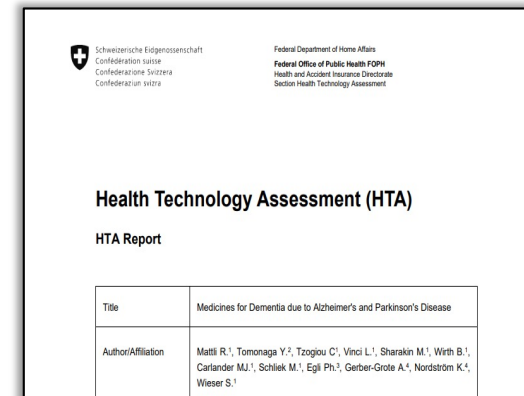 Schweizerische Eidgenossenschaft
Confédération suisse
Confederazione Svizzera
Confederaziun svizra
Federal Department of Home Affairs
Federal Office of Public Health FOPH
Health and Accident Insurance Directorate
Section Health Technology Assessment
Health Technology Assessment (HTA)
HTA Report
Title
Medicines for Dementia due to Alzheimer's and Parkinson's Disease
Author/Affiliation
Mattli R.¹, Tomonaga Y.², Tzogiou C¹, Vinci L.¹, Sharakin M.¹, Wirth B.¹,
Carlander MJ.¹, Schliek M.¹, Egli Ph.³, Gerber-Grote A.⁴, Nordström K.⁴,
Wieser S.¹